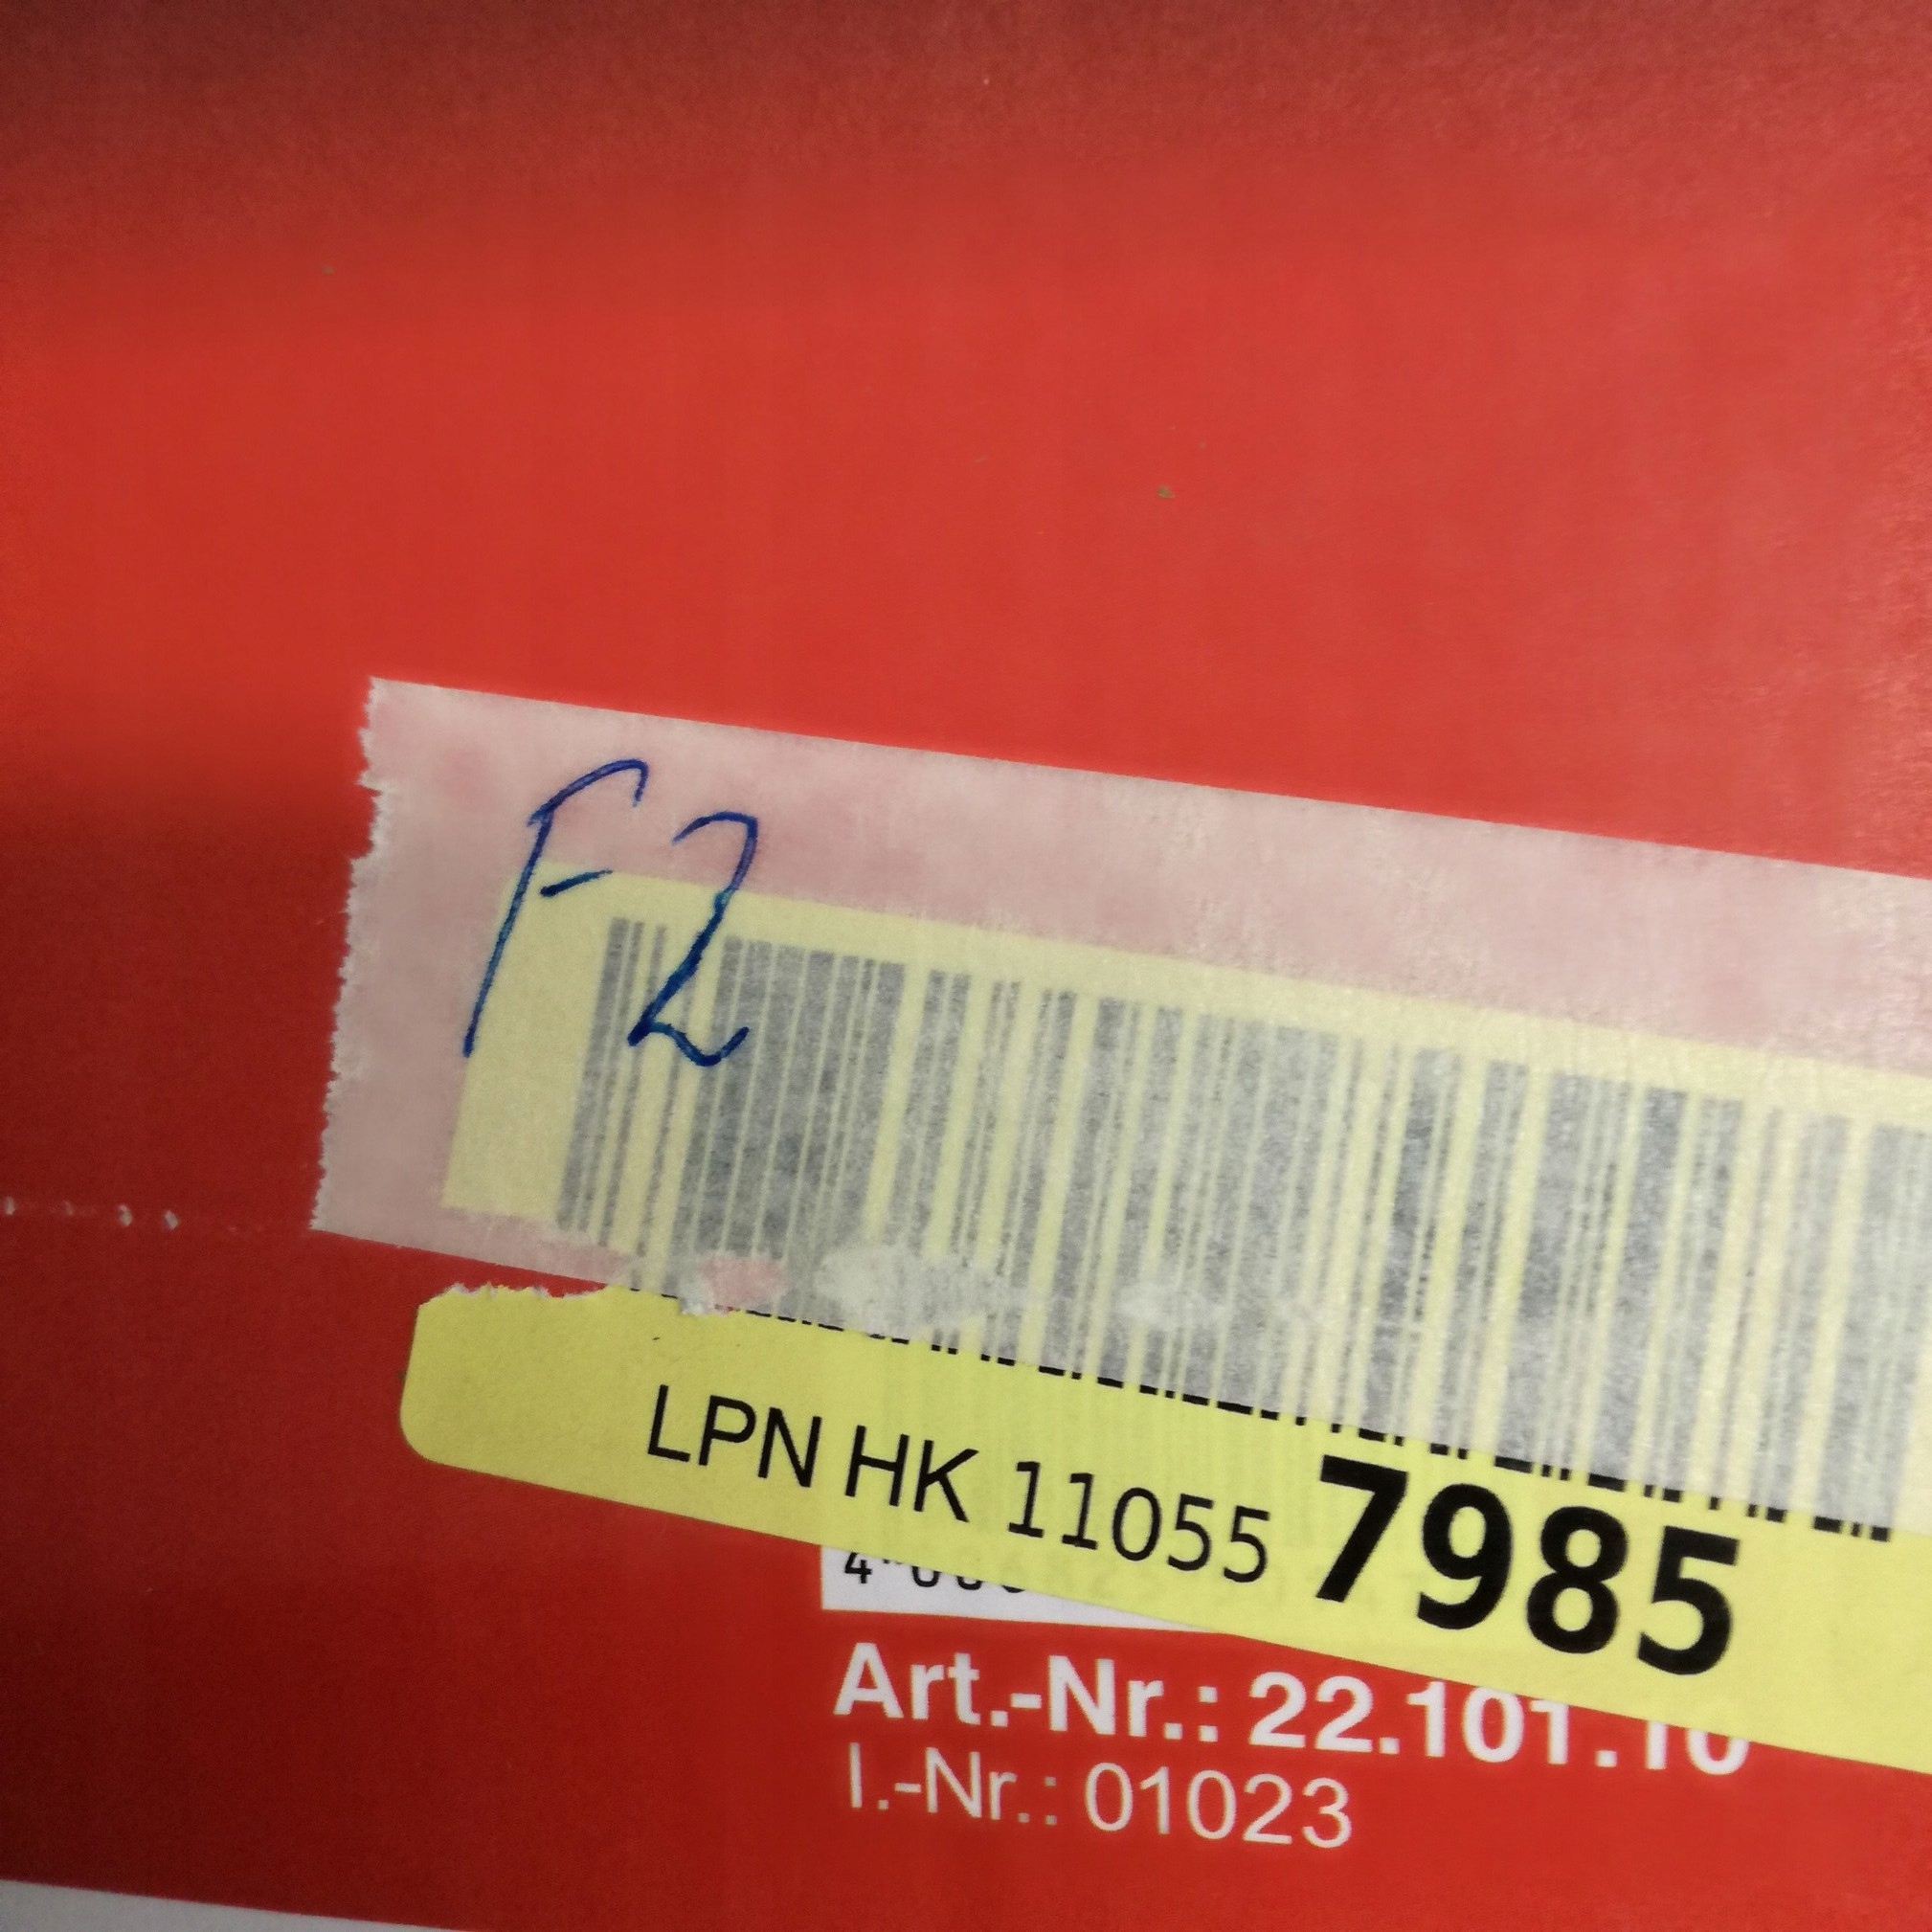 F2
LPN HK 11055 7985
Art.-Nr.: 22.101.10
I.-Nr.: 01023